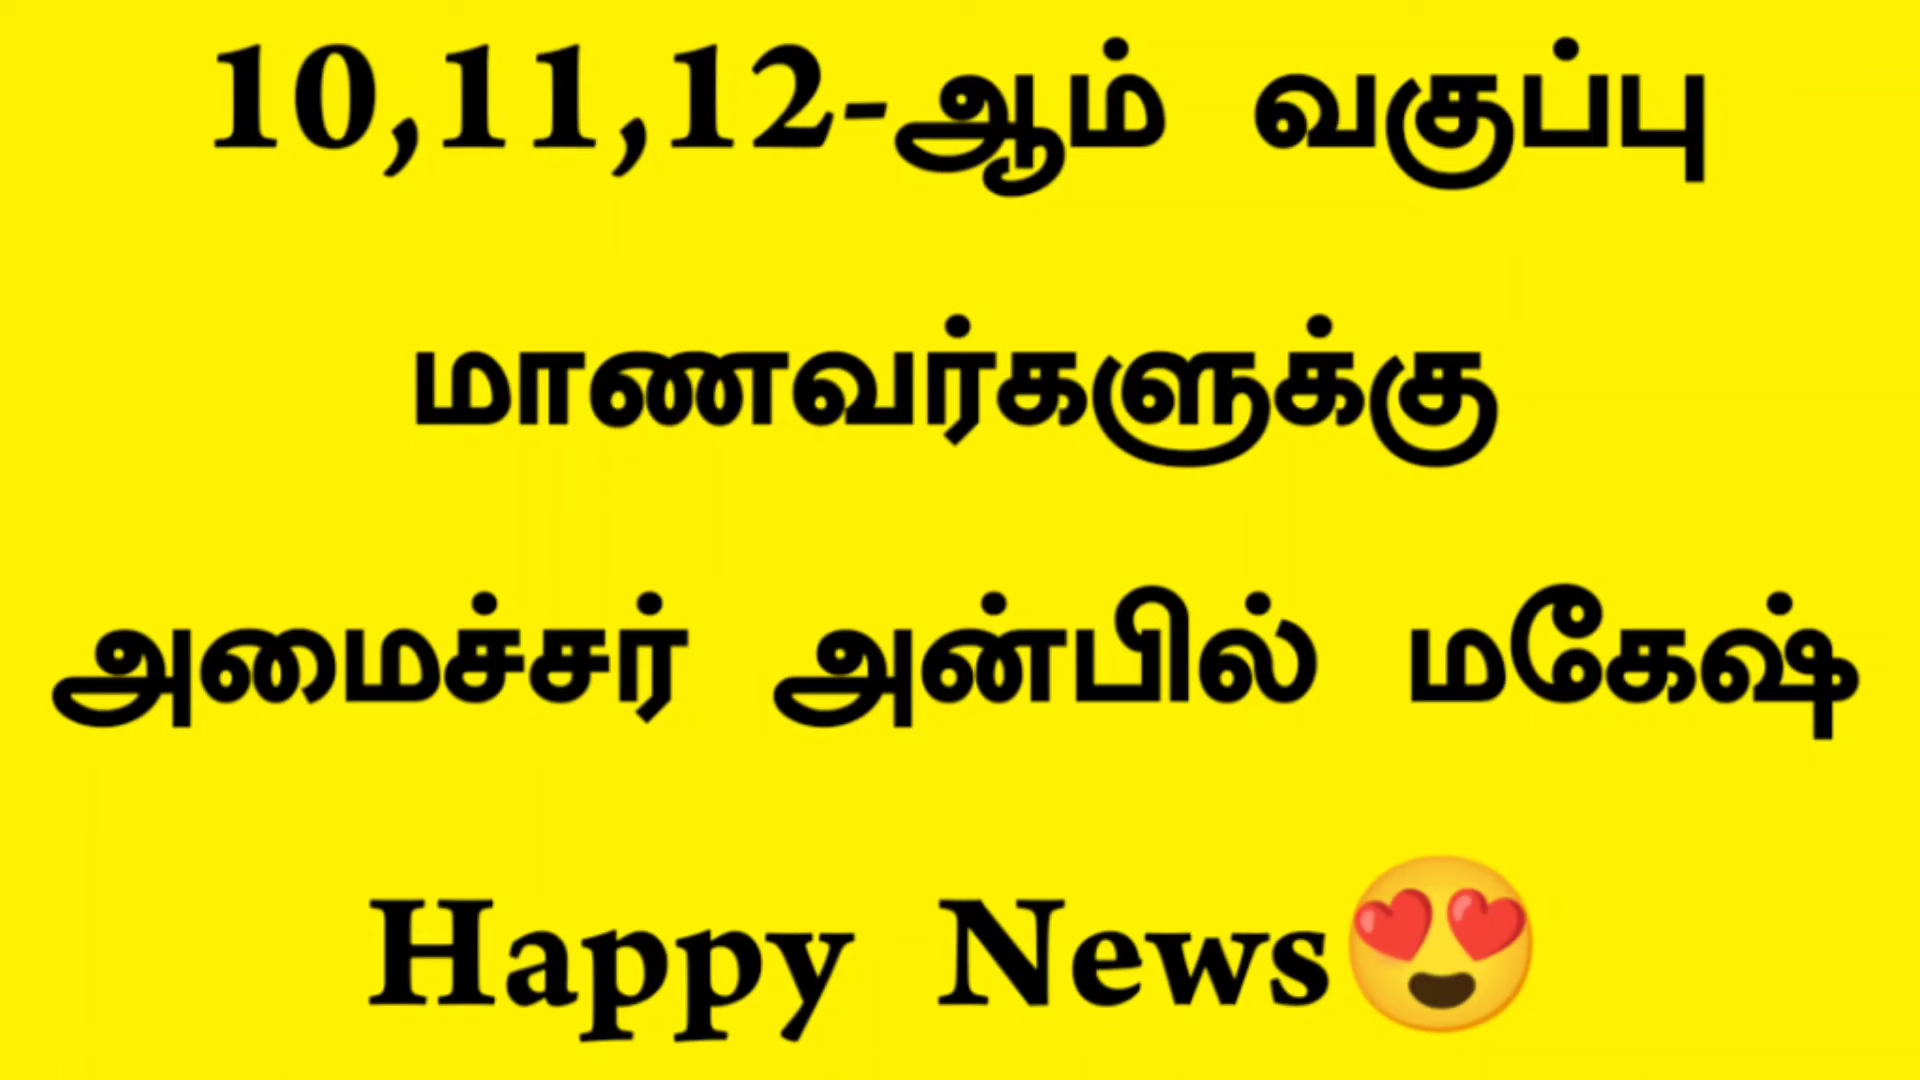 10,11,12-ஆம் வகுப்பு
மாணவர்களுக்கு
அமைச்சர் அன்பில் மகேஷ்
Happy News😍